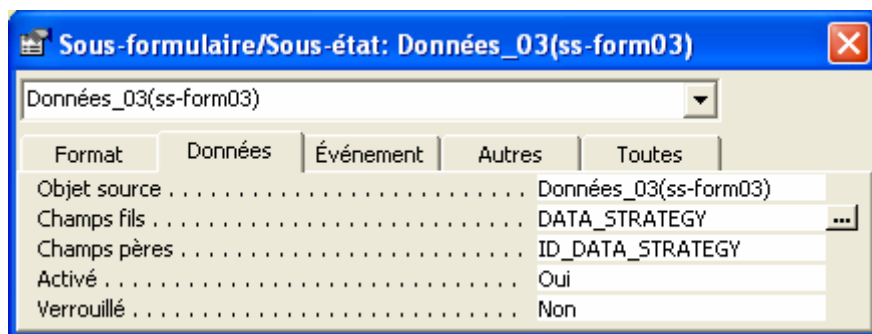 Sous-formulaire/Sous-état: Données_03(ss-form03)
Données_03(ss-form03)
Format Données Événement Autres Toutes
Objet source . . . . . . . . . . . . . . . . . . . . . . . . . . Données_03(ss-form03)
Champs fils . . . . . . . . . . . . . . . . . . . . . . . . . . . DATA_STRATEGY ...
Champs pères . . . . . . . . . . . . . . . . . . . . . . . . . ID_DATA_STRATEGY
Activé . . . . . . . . . . . . . . . . . . . . . . . . . . . . . . Oui
Verrouillé . . . . . . . . . . . . . . . . . . . . . . . . . . . . Non